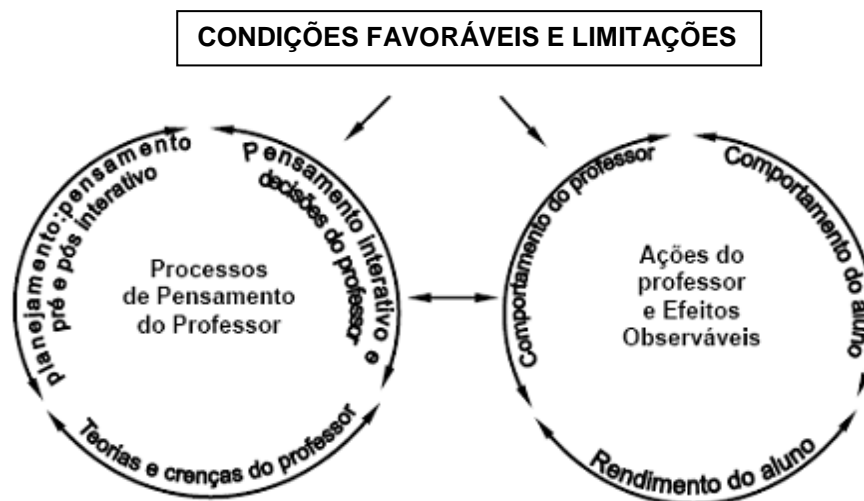 CONDIÇÕES FAVORÁVEIS E LIMITAÇÕES
planejamento:pensamento
pré e pós interativo
Pensamento interativo e
decisões do professor
Processos
de Pensamento
do Professor
Teorias e crenças do professor
Comportamento do professor
Comportamento do aluno
Ações do
professor
e Efeitos
Observáveis
Rendimento do aluno